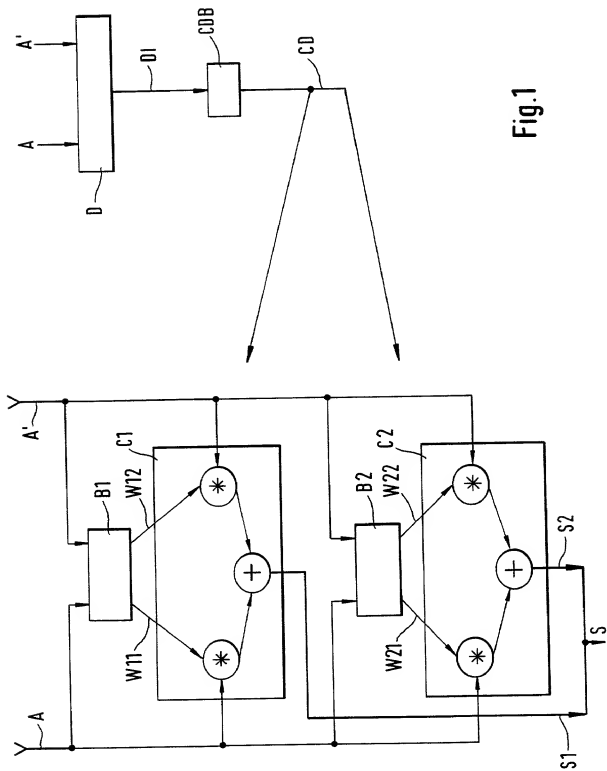 A'
A
D
DI
CDB
CD
Fig.1
A'
A
B1
C1
W12
W11
*
*
+
B2
C2
W22
W21
*
*
+
S2
S
S1